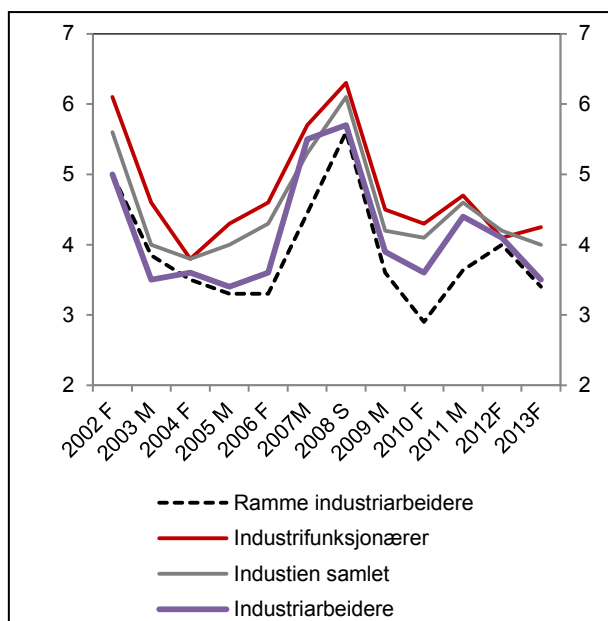 7
7
6
6
5
5
4
4
3
3
2
2
2002 F
2003 M
2004 F
2005 M
2006 F
2007M
2008 S
2009 M
2010 F
2011 M
2012F
2013F
Ramme industriarbeidere
Industrifunksjonærer
Industien samlet
Industriarbeidere